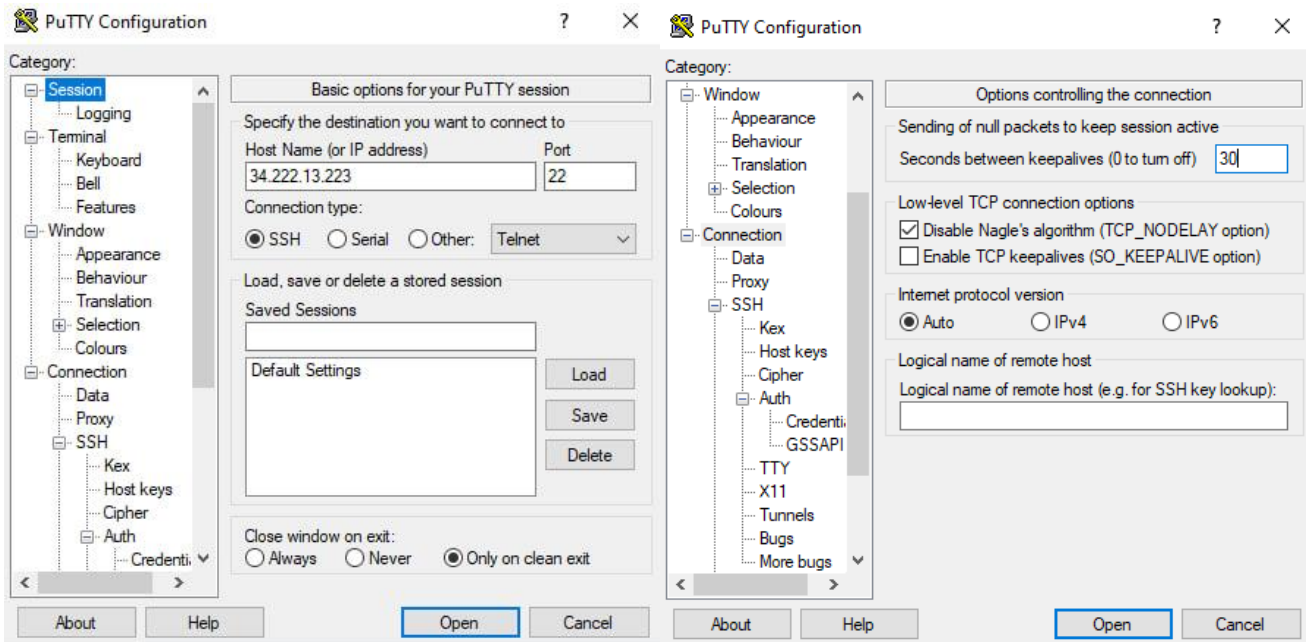 PuTTY Configuration
?
Category:
Session
Logging
Terminal
Keyboard
Bell
Features
Window
Appearance
Behaviour
Translation
Selection
Colours
Connection
Data
Proxy
SSH
Kex
Host keys
Cipher
Auth
Credenti
Basic options for your PuTTY session
Specify the destination you want to connect to
Host Name (or IP address) Port
34.222.13.223 22
Connection type:
SSH Serial Other: Telnet
Load, save or delete a stored session
Saved Sessions
Default Settings
Load
Save
Delete
Close window on exit:
Always Never Only on clean exit
About Help Open Cancel
PuTTY Configuration
?
Category:
Window
Appearance
Behaviour
Translation
Selection
Colours
Connection
Data
Proxy
SSH
Kex
Host keys
Cipher
Auth
Credenti
GSSAPI
TTY
X11
Tunnels
Bugs
More bugs
Options controlling the connection
Sending of null packets to keep session active
Seconds between keepalives (0 to turn off) 30
Low-level TCP connection options
Disable Nagle's algorithm (TCP_NODELAY option)
Enable TCP keepalives (SO_KEEPALIVE option)
Internet protocol version
Auto IPv4 IPv6
Logical name of remote host
Logical name of remote host (e.g. for SSH key lookup):
About Help Open Cancel